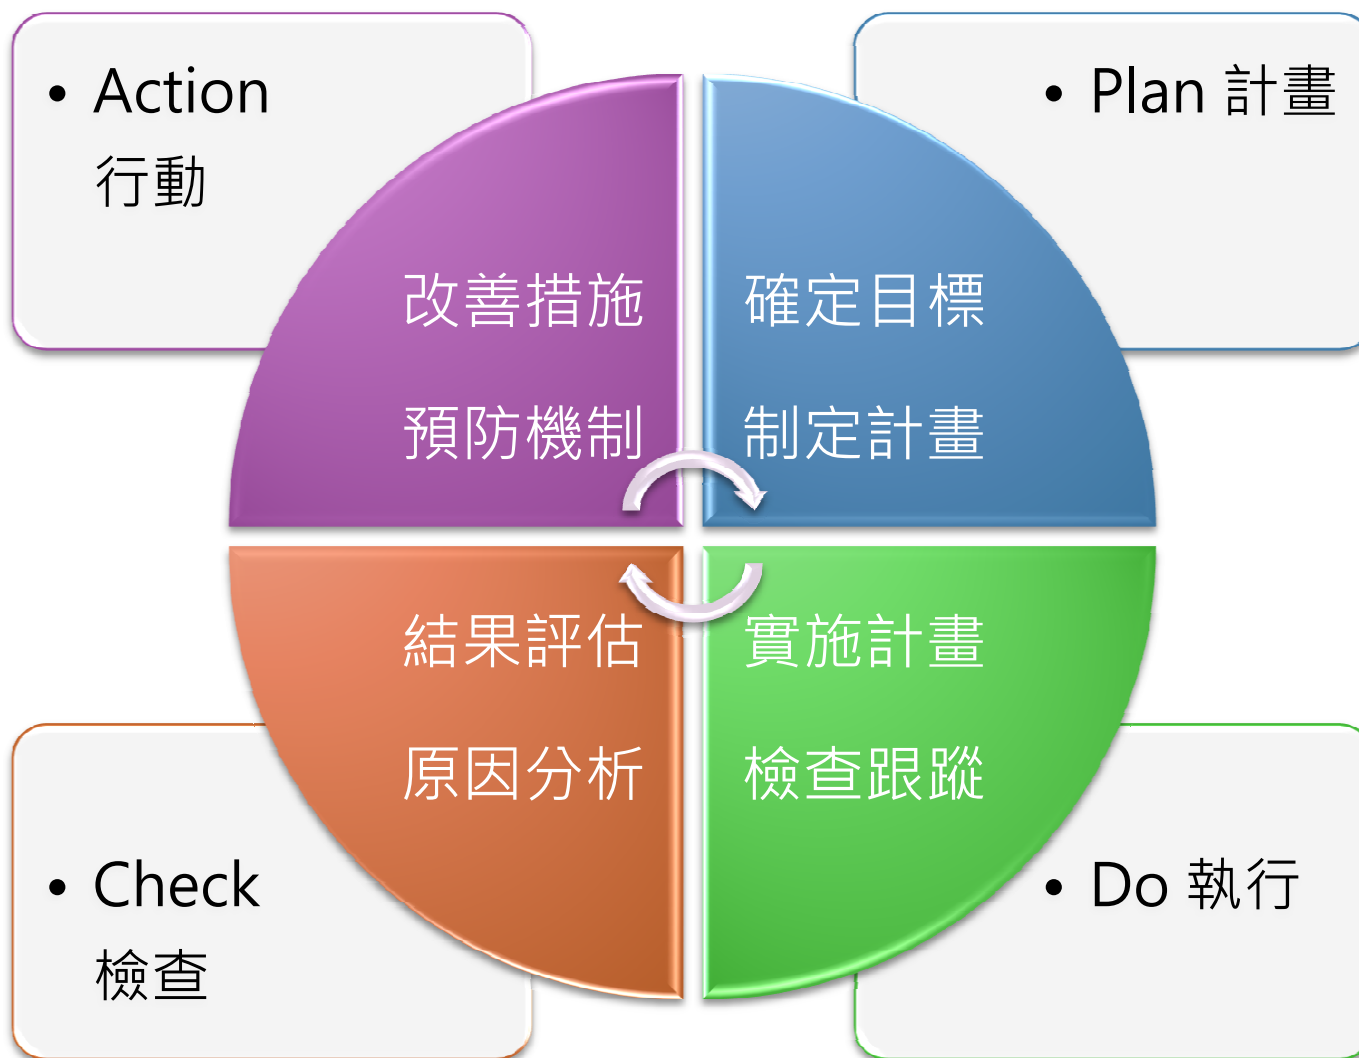 • Action
行動
• Plan 計畫
改善措施
預防機制
確定目標
制定計畫
結果評估
原因分析
實施計畫
檢查跟蹤
• Check
檢查
• Do 執行